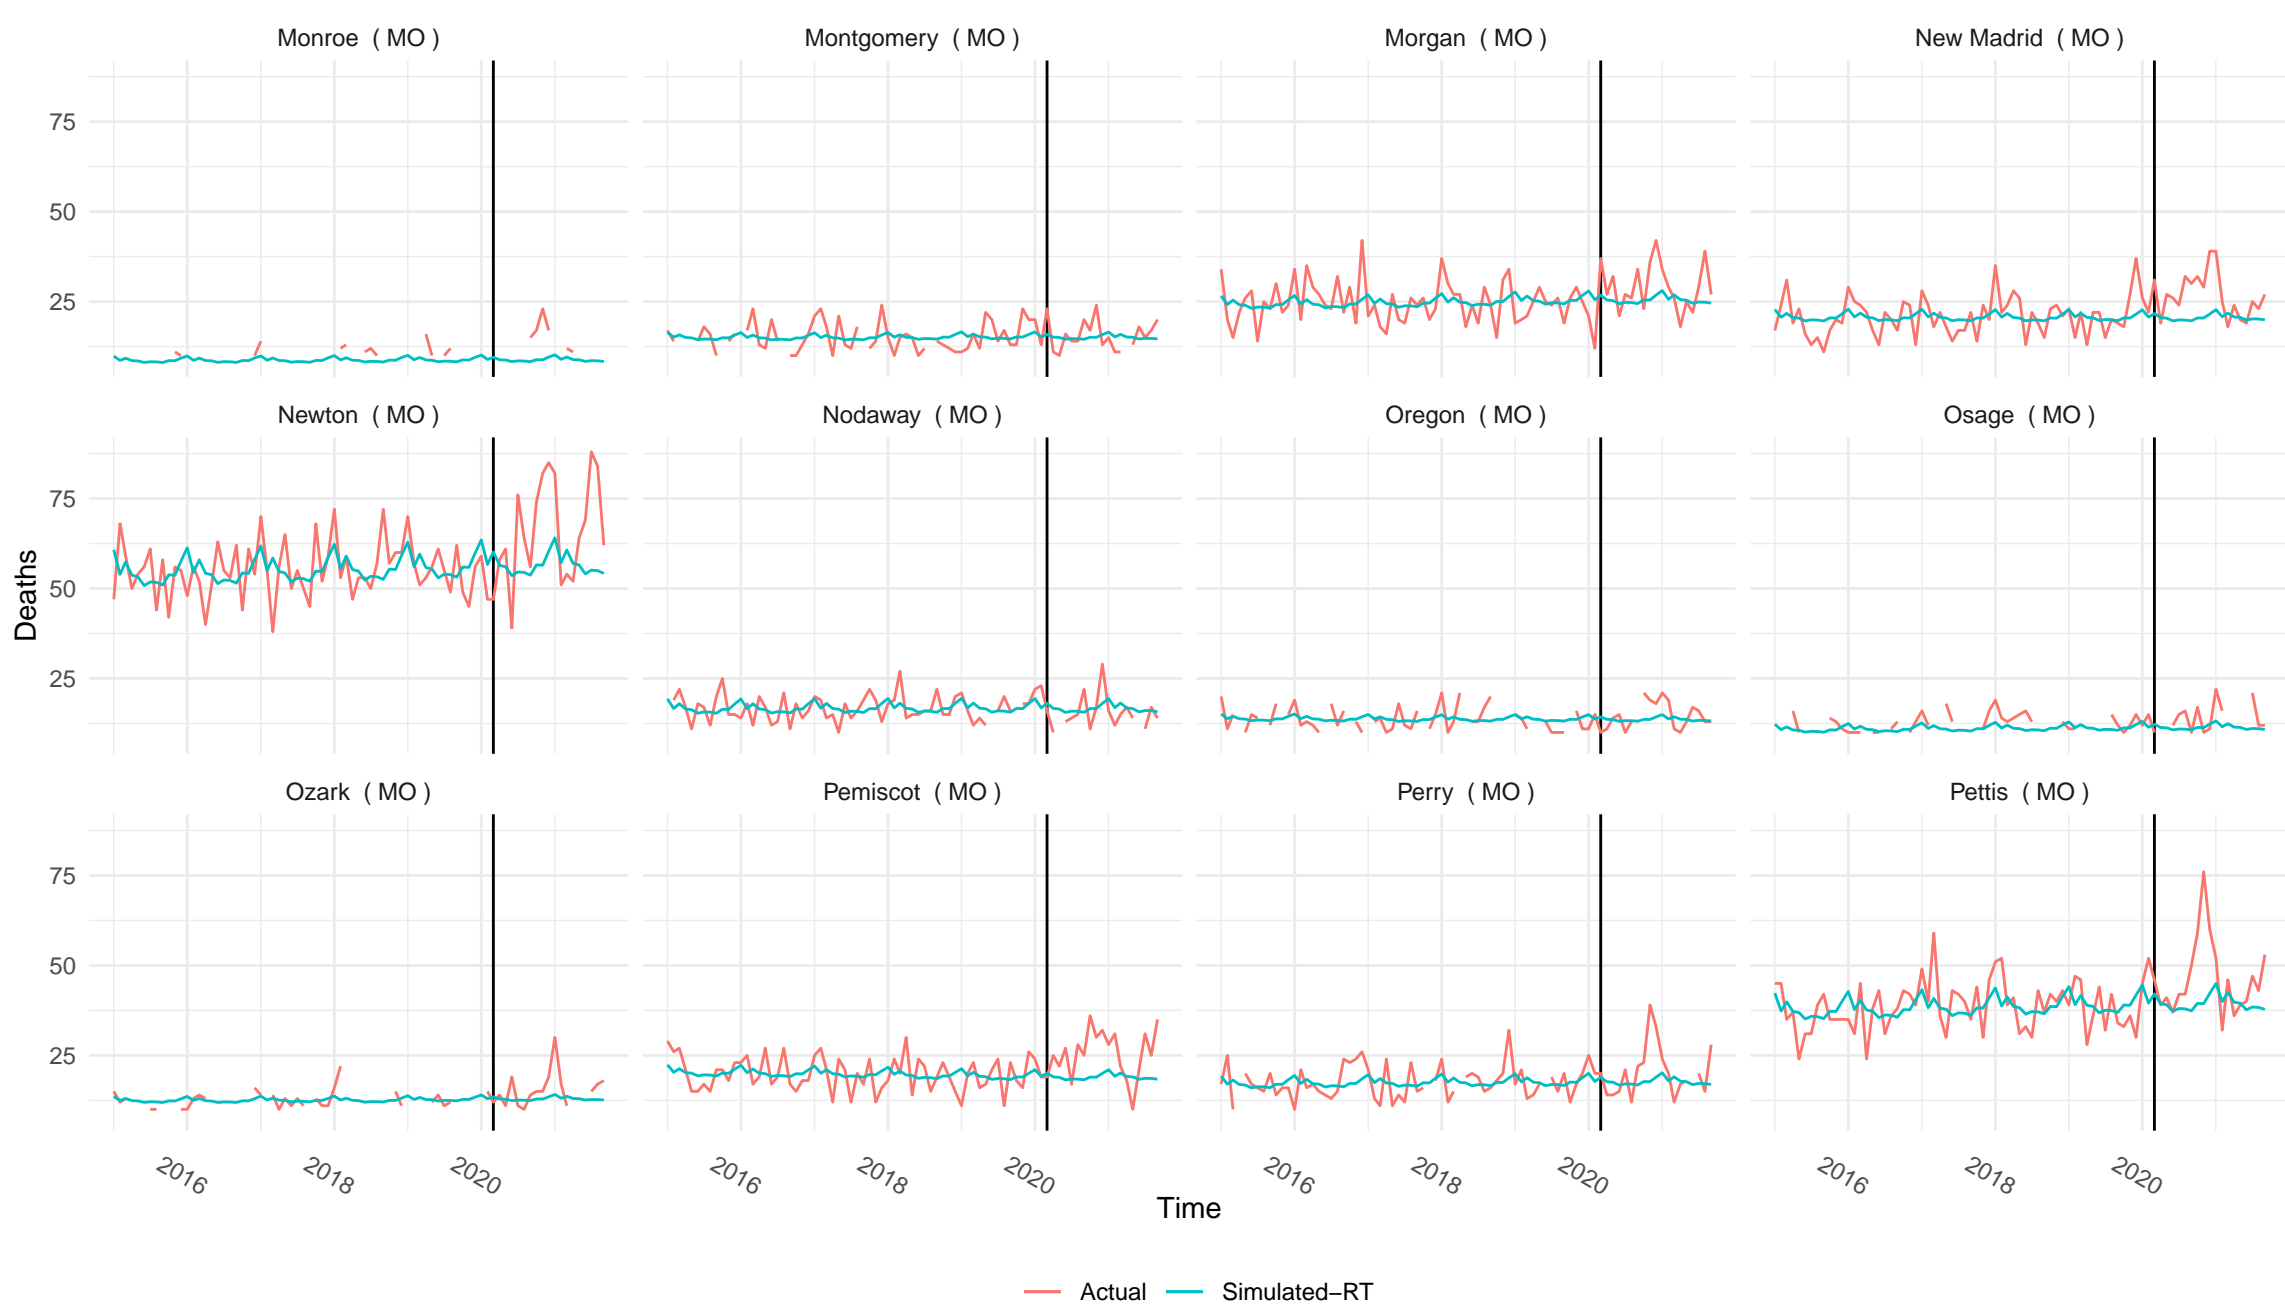 Monroe ( MO )
Montgomery ( MO )
Morgan ( MO )
New Madrid ( MO )
75
50
25
Newton ( MO )
Nodaway ( MO )
Oregon ( MO )
Osage ( MO )
75
50
25
Deaths
Ozark ( MO )
Pemiscot ( MO )
Perry ( MO )
Pettis ( MO )
75
50
25
2016 2018 2020
2016 2018 2020
2016 2018 2020
2016 2018 2020
Time
Actual
Simulated−RT